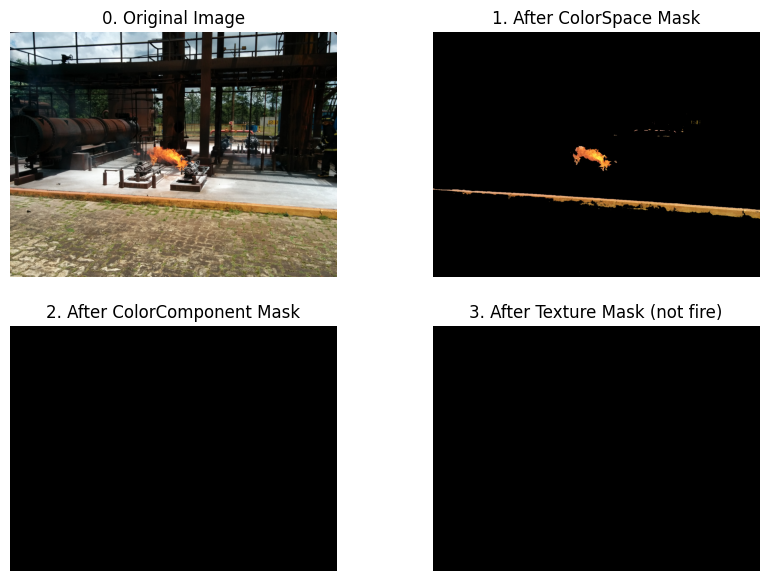 0. Original Image
1. After ColorSpace Mask
2. After ColorComponent Mask
3. After Texture Mask (not fire)